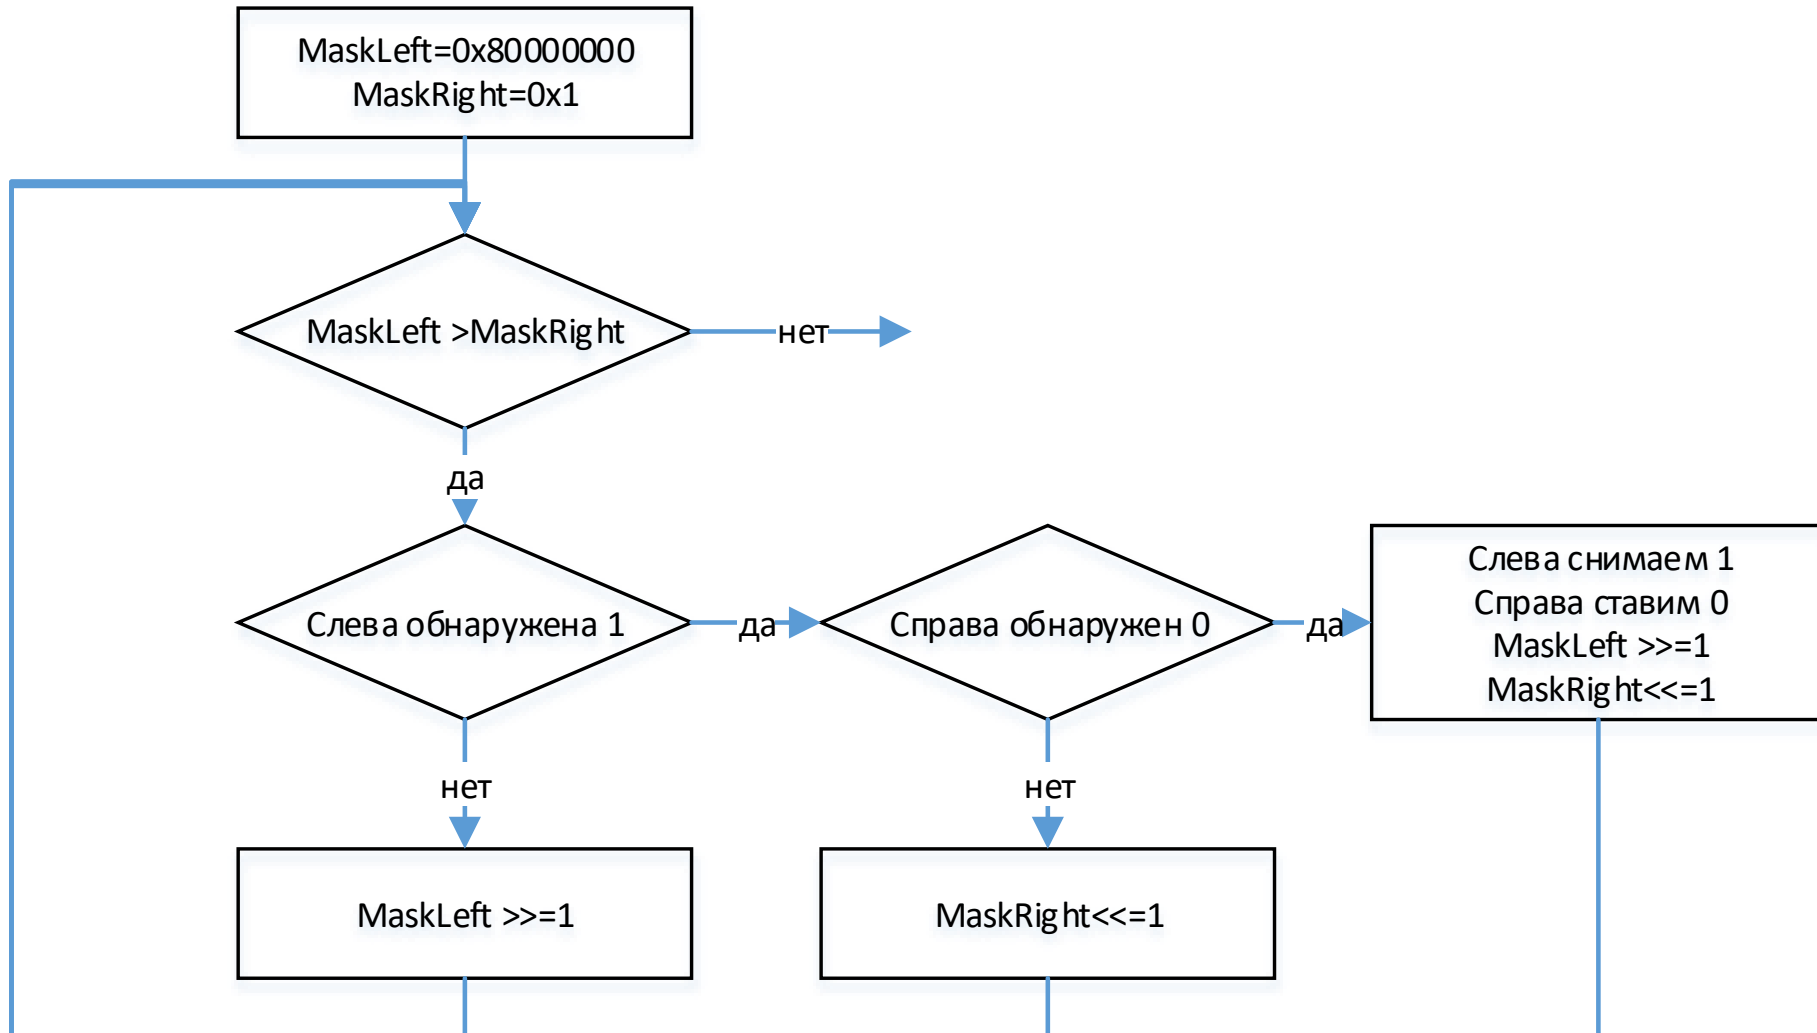 MaskLeft=0x80000000
MaskRight=0x1
MaskLeft >MaskRight
нет
да
Слева обнаружена 1
да
Справа обнаружен 0
да
Слева снимаем 1
Справа ставим 0
MaskLeft >>=1
MaskRight<<=1
нет
нет
MaskLeft >>=1
MaskRight<<=1